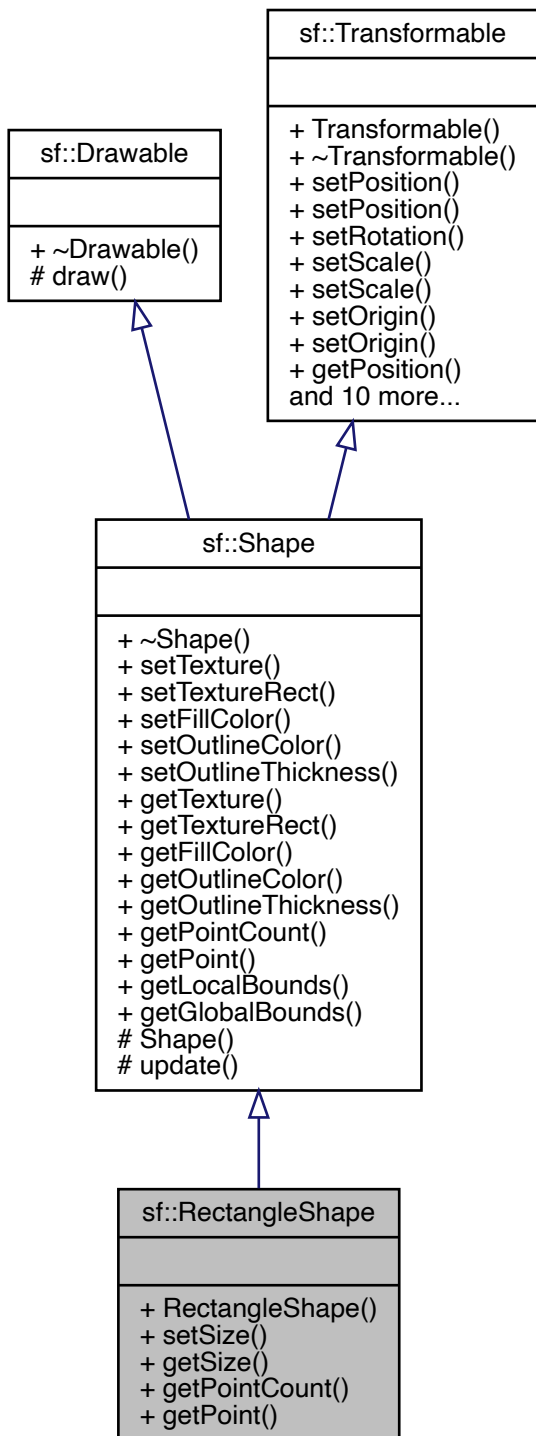 sf::Transformable
+ Transformable()
+ ~Transformable()
+ setPosition()
+ setPosition()
+ setRotation()
+ setScale()
+ setScale()
+ setOrigin()
+ setOrigin()
+ getPosition()
and 10 more...
sf::Drawable
+ ~Drawable()
# draw()
sf::Shape
+ ~Shape()
+ setTexture()
+ setTextureRect()
+ setFillColor()
+ setOutlineColor()
+ setOutlineThickness()
+ getTexture()
+ getTextureRect()
+ getFillColor()
+ getOutlineColor()
+ getOutlineThickness()
+ getPointCount()
+ getPoint()
+ getLocalBounds()
+ getGlobalBounds()
# Shape()
# update()
sf::RectangleShape
+ RectangleShape()
+ setSize()
+ getSize()
+ getPointCount()
+ getPoint()